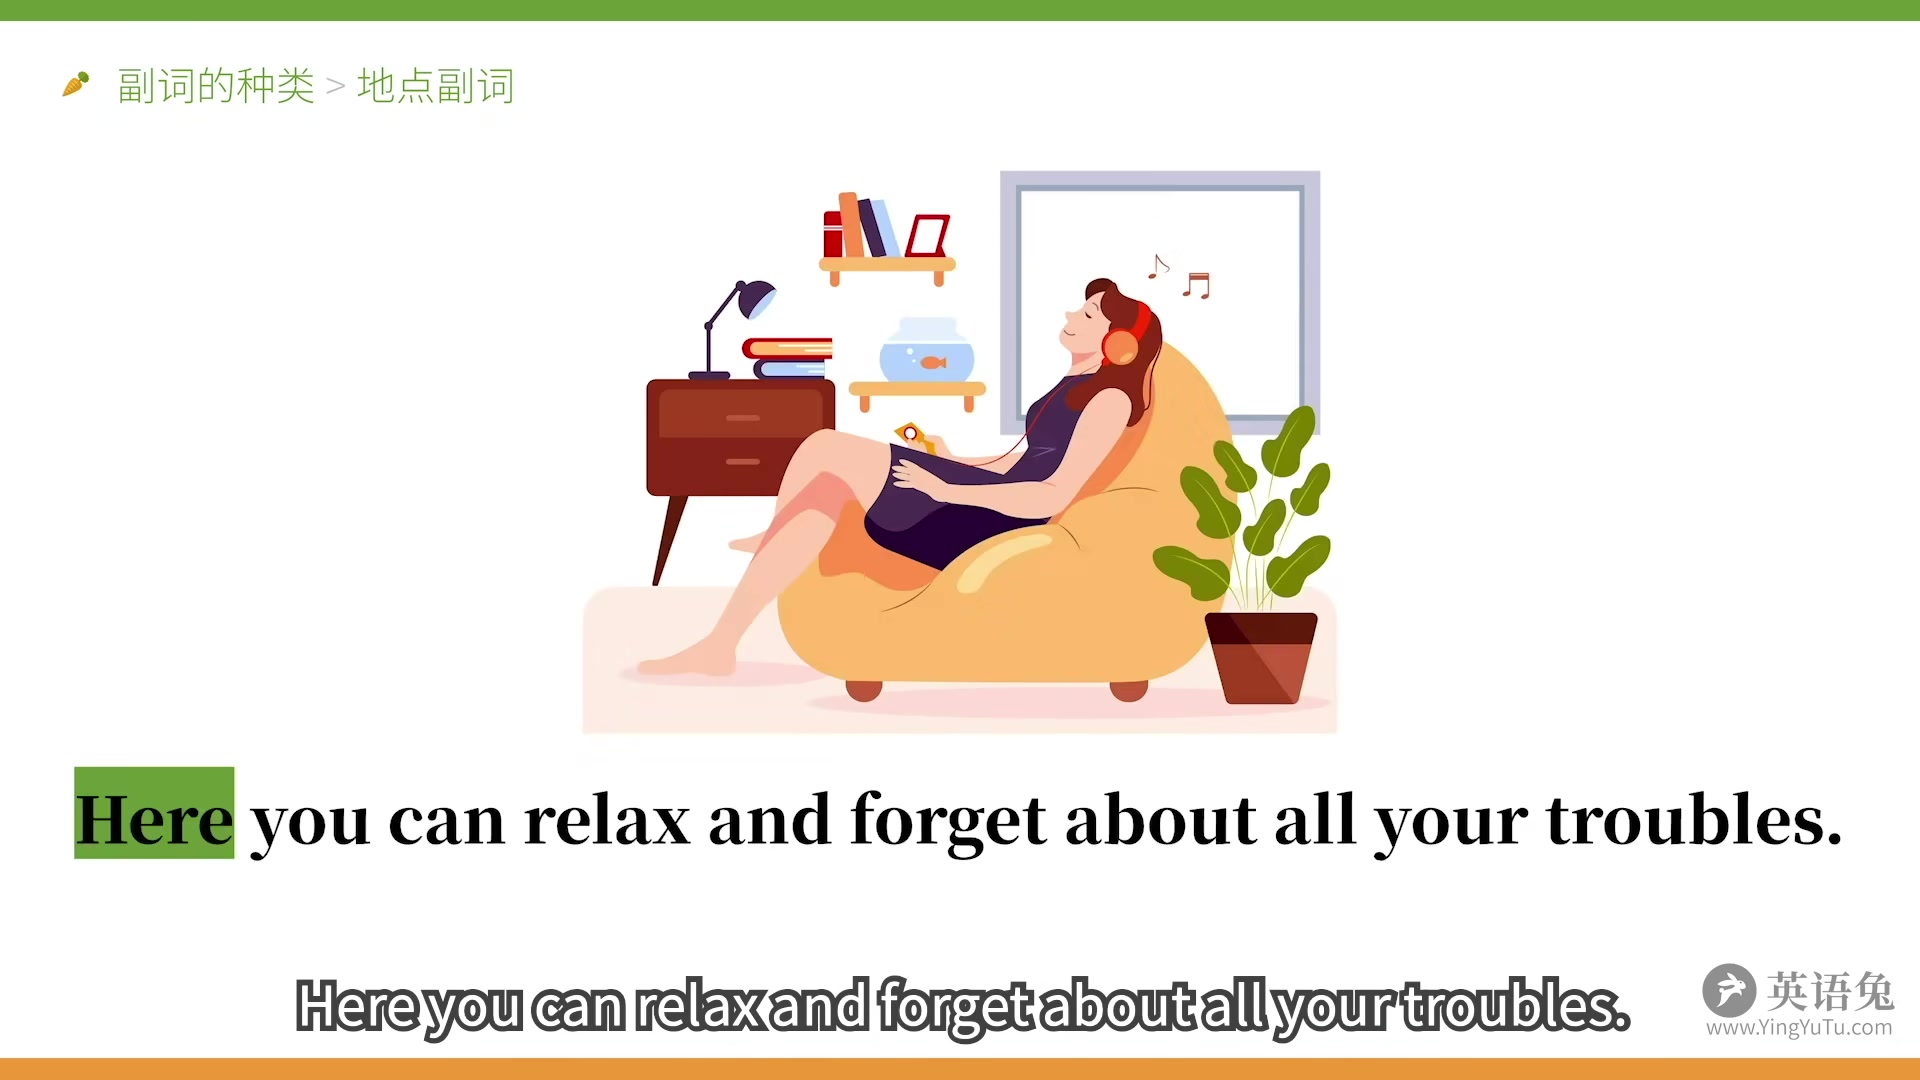 副词的种类 > 地点副词
Here you can relax and forget about all your troubles.
Here you can relax and forget about all your troubles.
英语兔
www.YingYuTu.com